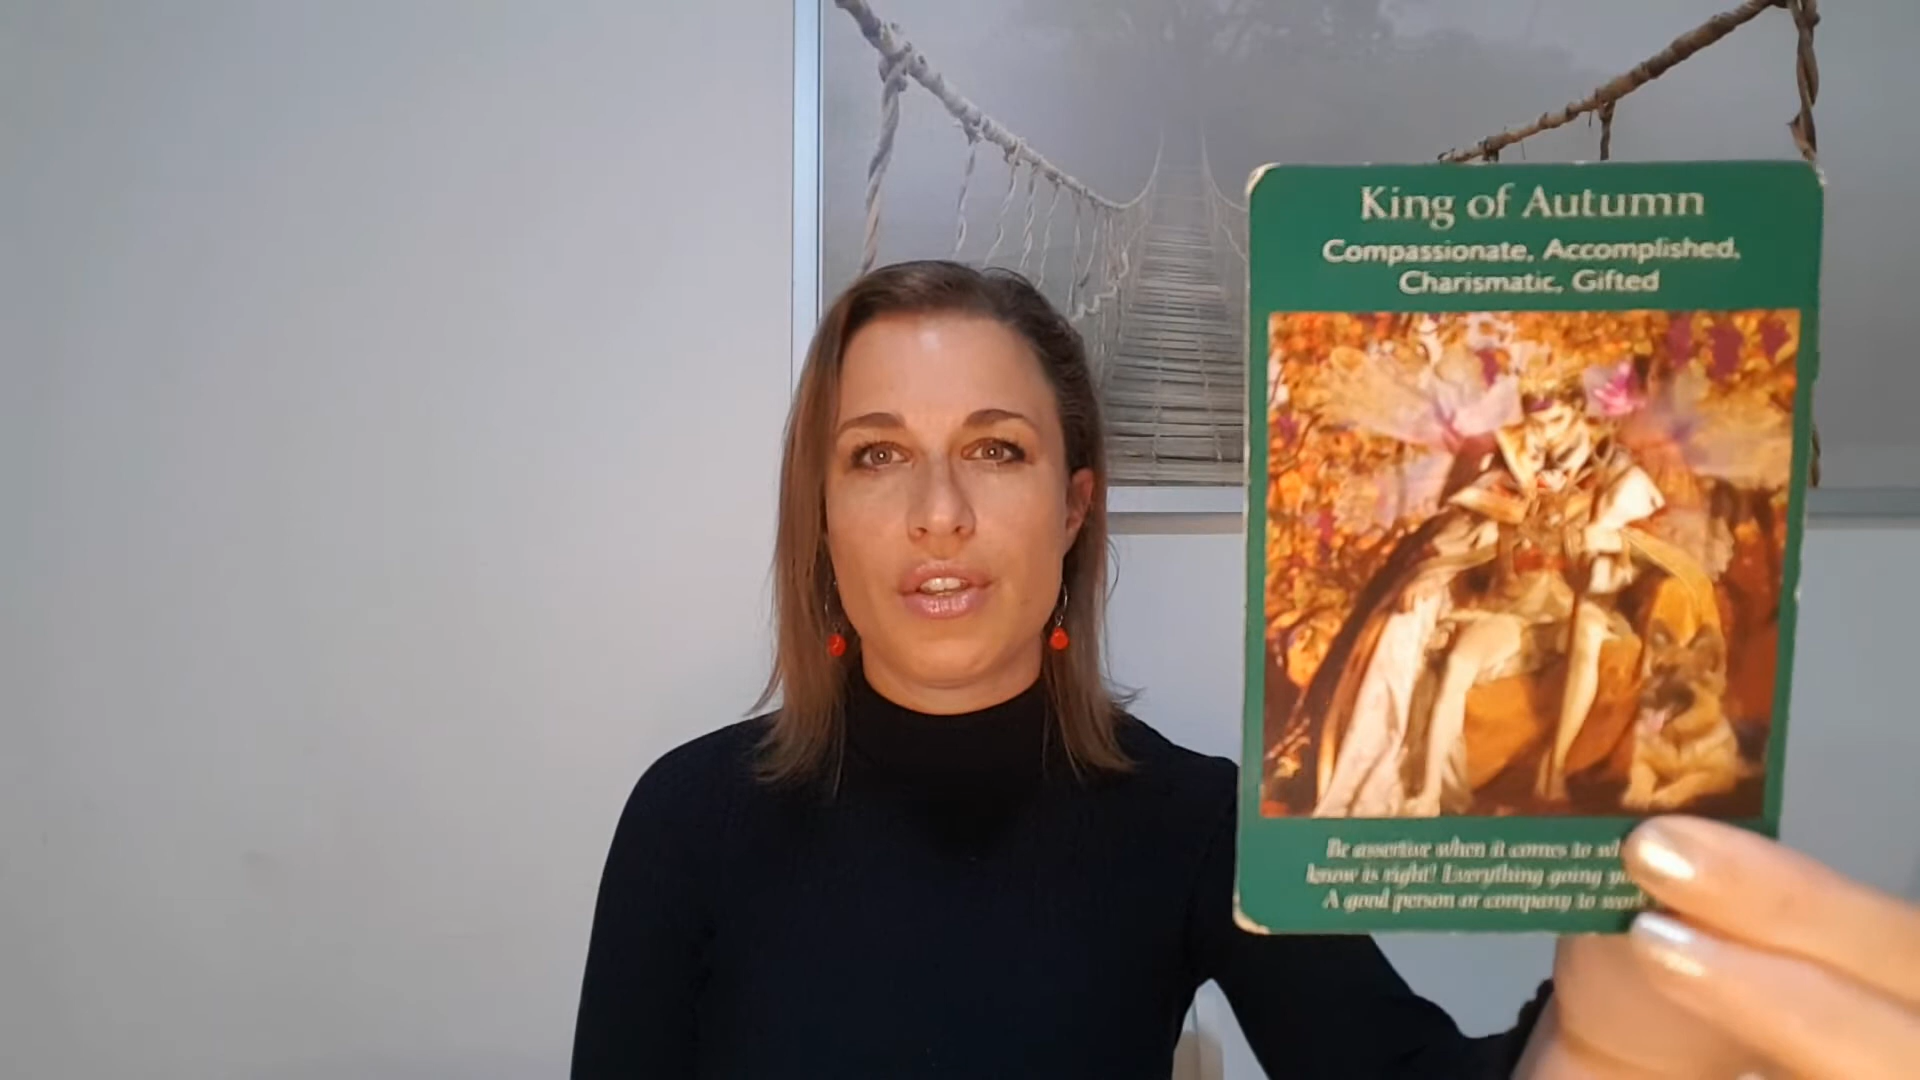 King of Autumn
Compassionate, Accomplished,
Charismatic, Gifted
Be assertive when it comes to
know is right! Everything going
A good person or company to work